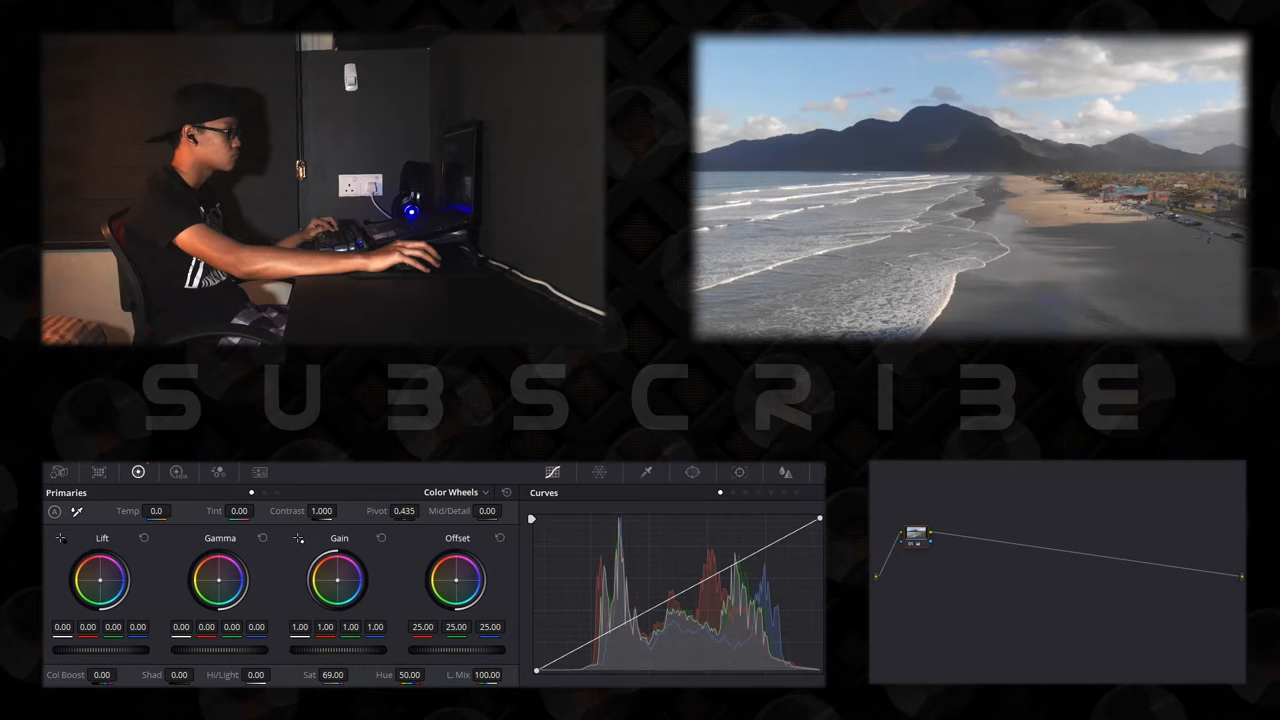 SUBSCRIBE
Primaries
Color Wheels
Curves
Temp 0.0 Tint 0.00 Contrast 1.000 Pivot 0.435 Mid/Detail 0.00
Lift Gamma Gain Offset
0.00 0.00 0.00 0.00 0.00 0.00 0.00 0.00 1.00 1.00 1.00 1.00 25.00 25.00 25.00
Col Boost 0.00 Shad 0.00 Hi/Light 0.00 Sat 69.00 Hue 50.00 L. Mix 100.00